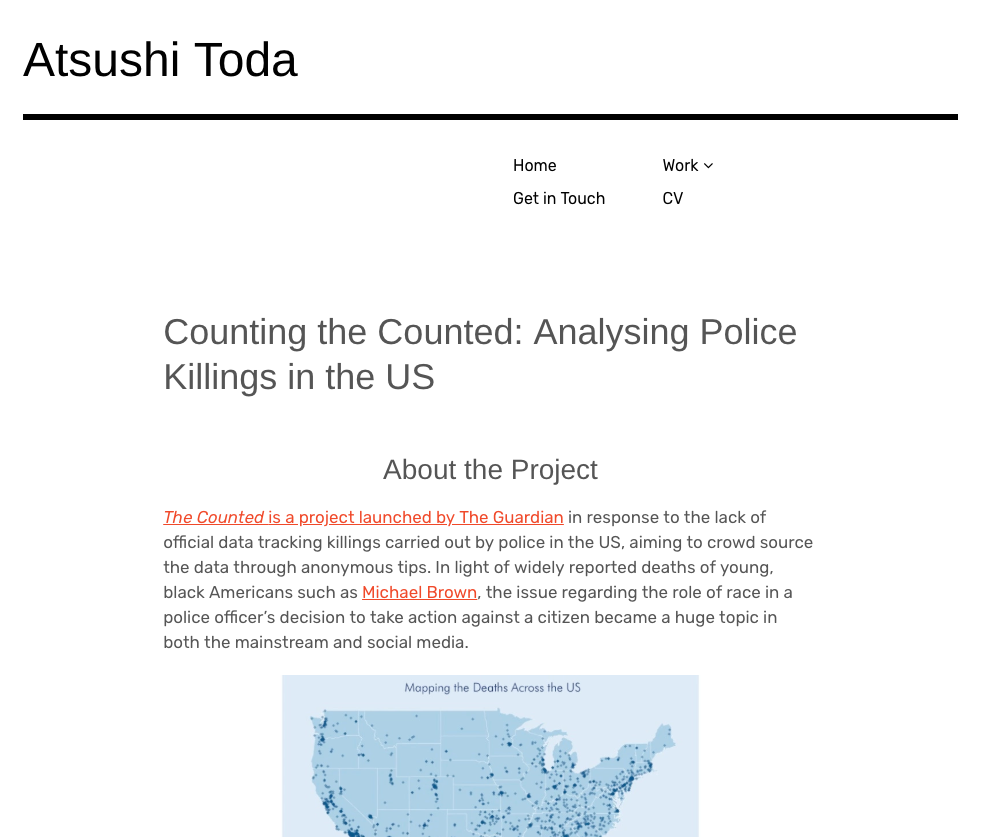 Atsushi Toda
Home
Work
Get in Touch
CV
Counting the Counted: Analysing Police
Killings in the US
About the Project
The Counted is a project launched by The Guardian in response to the lack of
official data tracking killings carried out by police in the US, aiming to crowd source
the data through anonymous tips. In light of widely reported deaths of young,
black Americans such as Michael Brown, the issue regarding the role of race in a
police officer’s decision to take action against a citizen became a huge topic in
both the mainstream and social media.
Mapping the Deaths Across the US